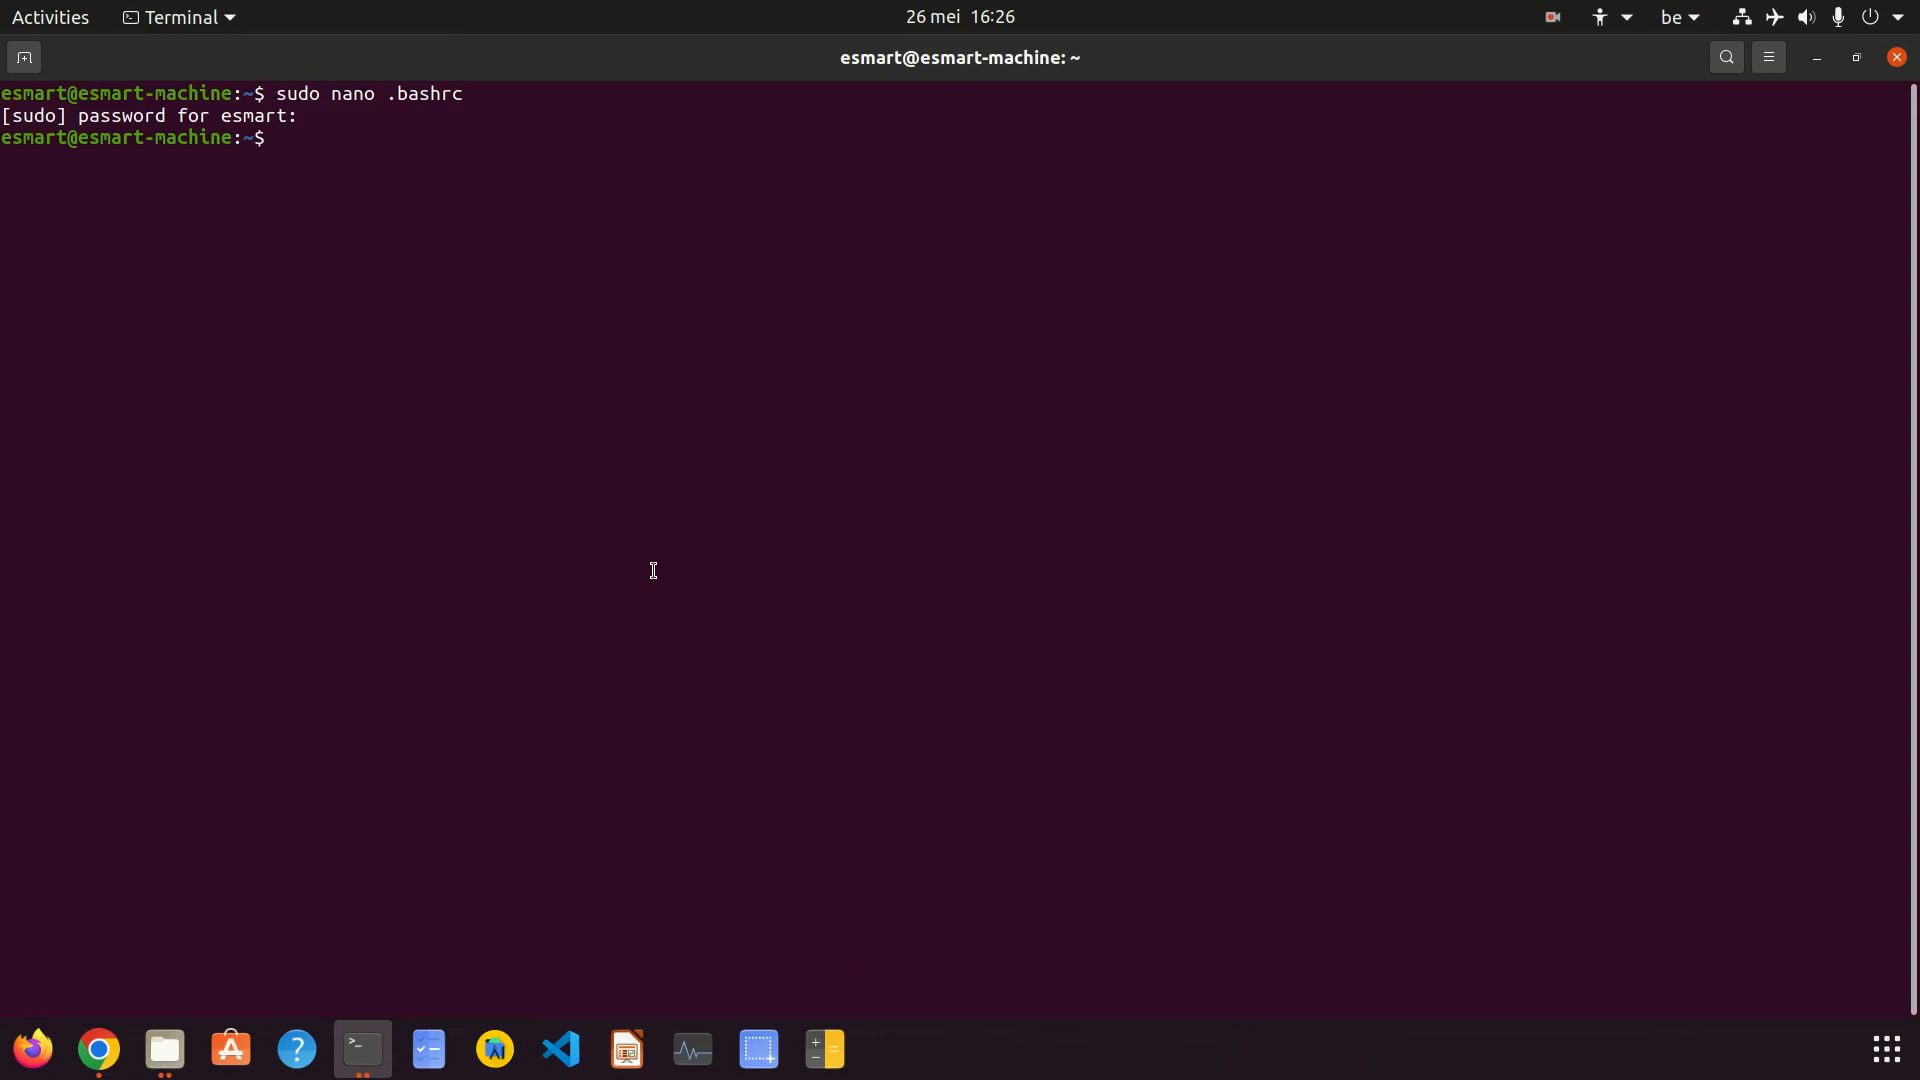 Activities Terminal 26 mei 16:26 be
esmart@esmart-machine: ~
esmart@esmart-machine:~$ sudo nano .bashrc
[sudo] password for esmart:
esmart@esmart-machine:~$